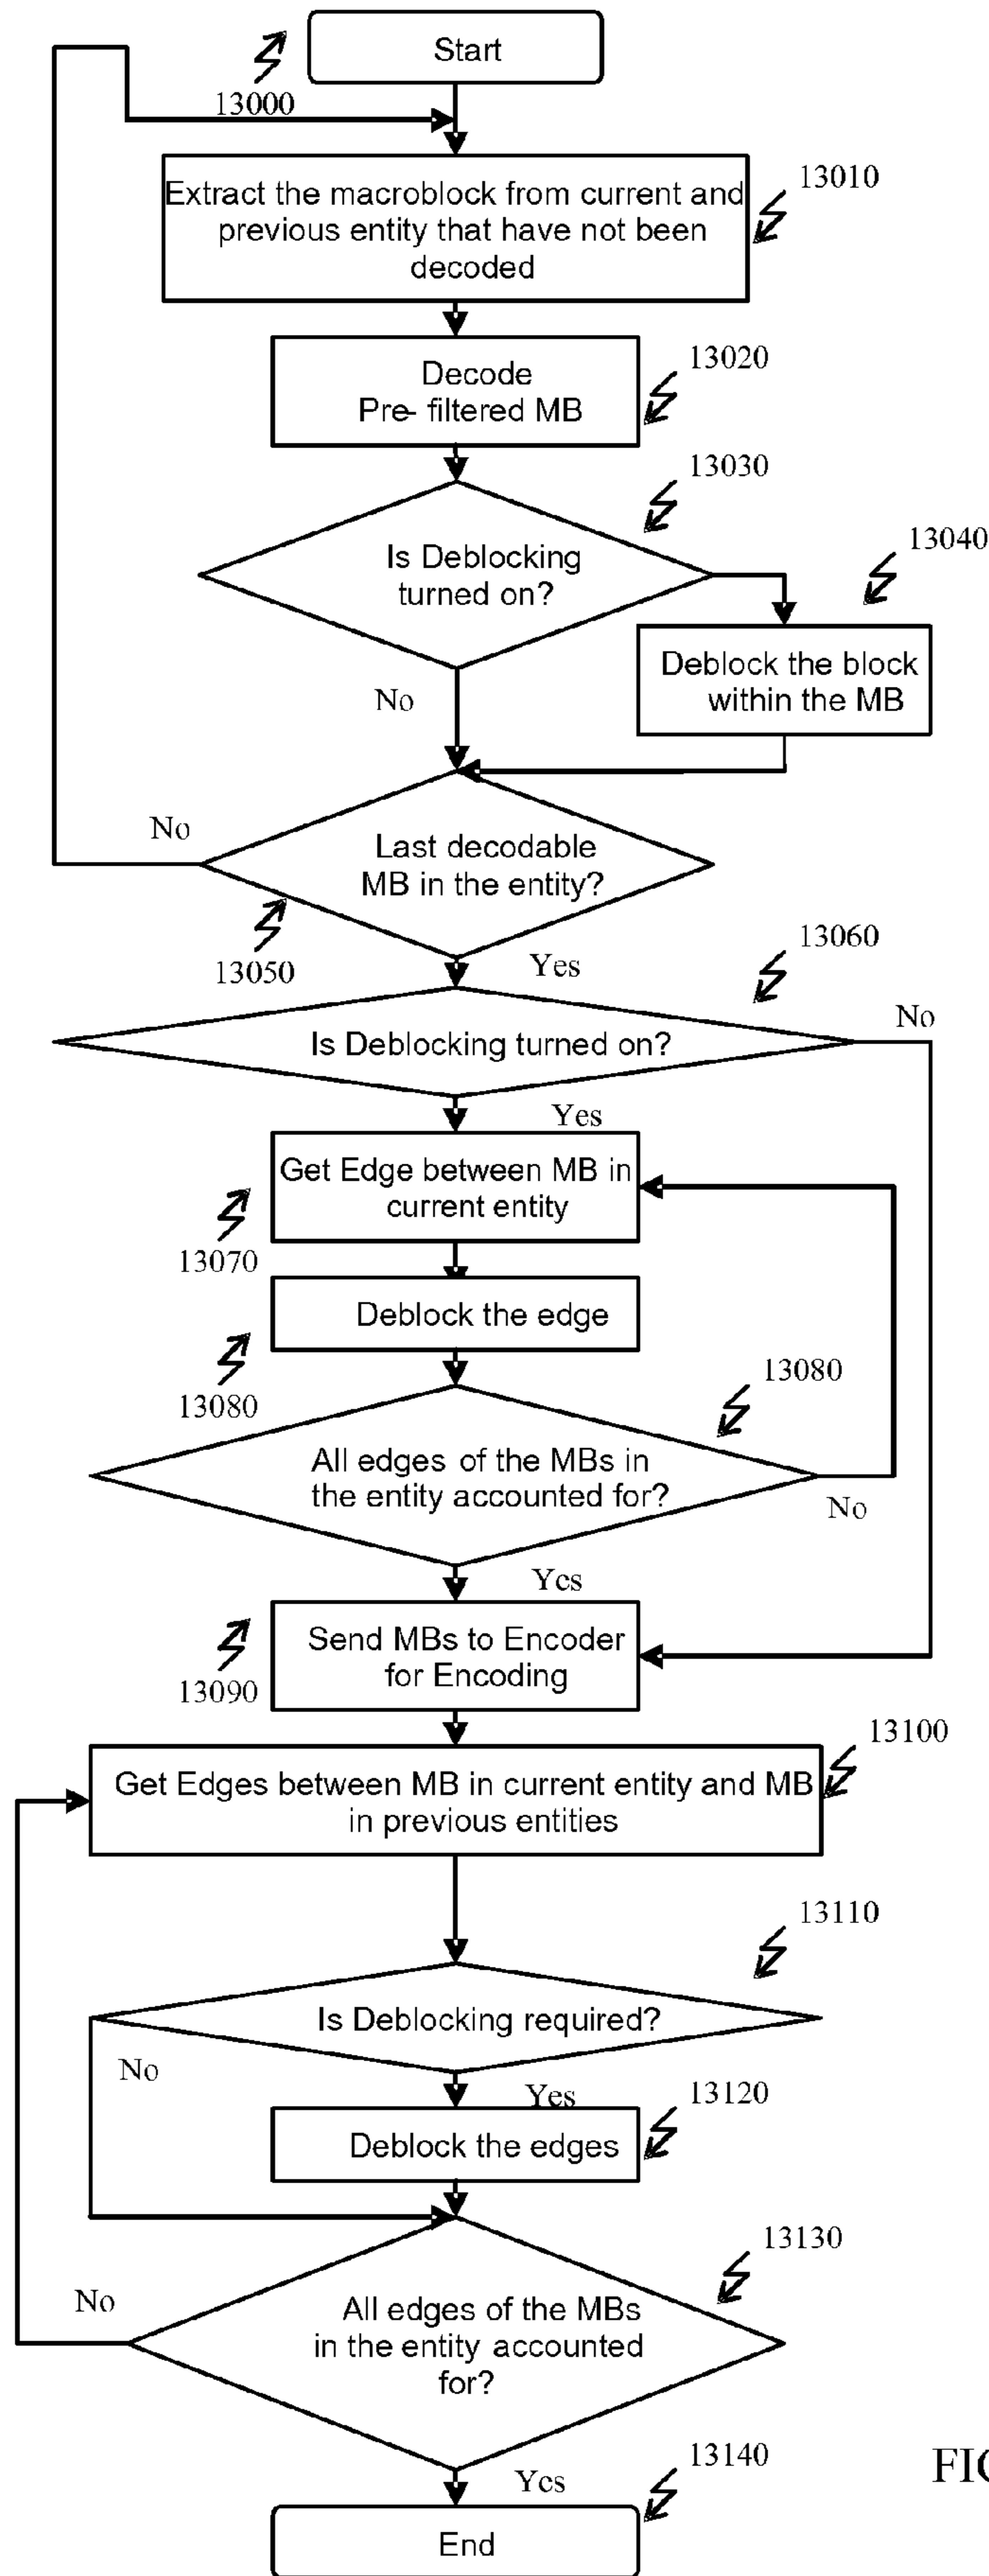 Start
13000
13010
Extract the macroblock from current and
previous entity that have not been
decoded
13020
Decode
Pre- filtered MB
13030
13040
Is Deblocking
turned on?
Deblock the block
within the MB
No
No
Last decodable
MB in the entity?
13050
13060
Yes
No
Is Deblocking turned on?
Yes
Get Edge between MB in
current entity
13070
Deblock the edge
13080
13080
All edges of the MBs in
the entity accounted for?
No
Yes
Send MBs to Encoder
for Encoding
13090
13100
Get Edges between MB in current entity and MB
in previous entities
13110
Is Deblocking required?
No
Yes
13120
Deblock the edges
13130
No
All edges of the MBs
in the entity accounted
for?
13140
Yes
End